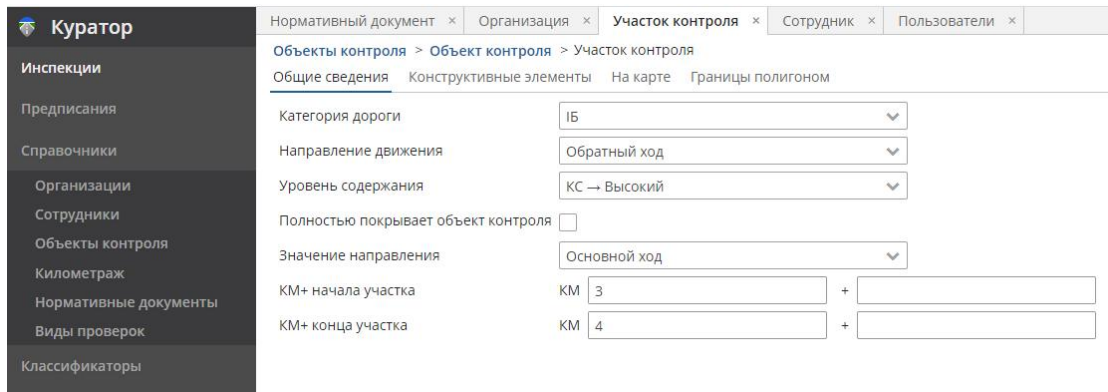 Куратор
Инспекции
Предписания
Справочники
Организации
Сотрудники
Объекты контроля
Километраж
Нормативные документы
Виды проверок
Классификаторы
Нормативный документ × Организация × Участок контроля × Сотрудник × Пользователи ×
Объекты контроля > Объект контроля > Участок контроля
Общие сведения Конструктивные элементы На карте Границы полигоном
Категория дороги IБ
Направление движения Обратный ход
Уровень содержания КС → Высокий
Полностью покрывает объект контроля
Значение направления Основной ход
КМ+ начала участка КМ 3 +
КМ+ конца участка КМ 4 +